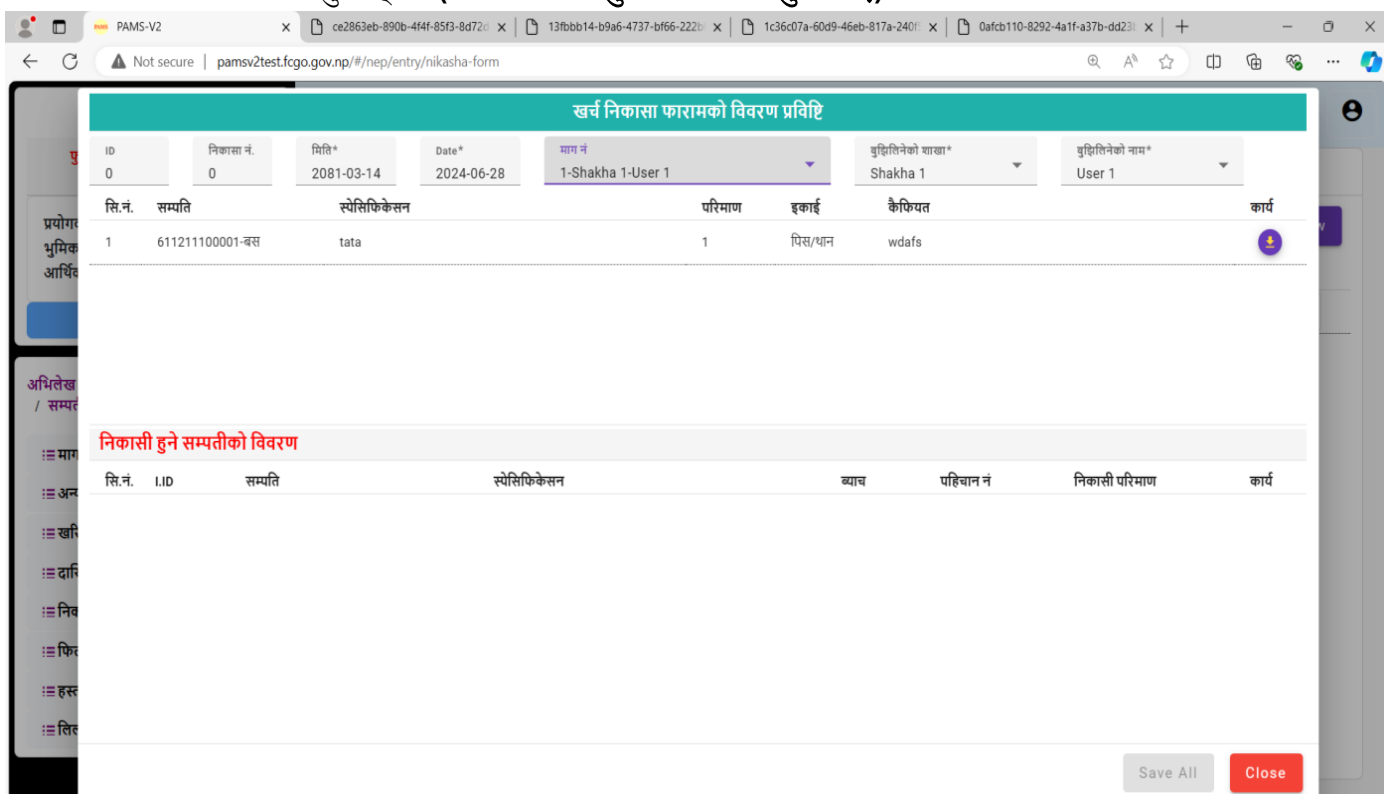 PAMS-V2
ce2863eb-890b-4f4f-85f3-8d72d
13fbbb14-b9a6-4737-bf66-222b
1c36c07a-60d9-46eb-817a-240f
0afcb110-8292-4a1f-a37b-dd23
Not secure | pamsv2test.fcgo.gov.np/#/nep/entry/nikasha-form
खर्च निकासा फारामको विवरण प्रविष्टि
ID निकासा नं. मिति* Date* माग नं बुझिलिनेको शाखा* बुझिलिनेको नाम*
0 0 2081-03-14 2024-06-28 1-Shakha 1-User 1 Shakha 1 User 1
सि.नं. सम्पति स्पेसिफिकेसन परिमाण इकाई कैफियत कार्य
1 611211100001-बस tata 1 पिस/थान wdafs
निकासी हुने सम्पतीको विवरण
सि.नं. I.ID सम्पति स्पेसिफिकेसन ब्याच पहिचान नं निकासी परिमाण कार्य
अभिलेख
माग
Save All Close